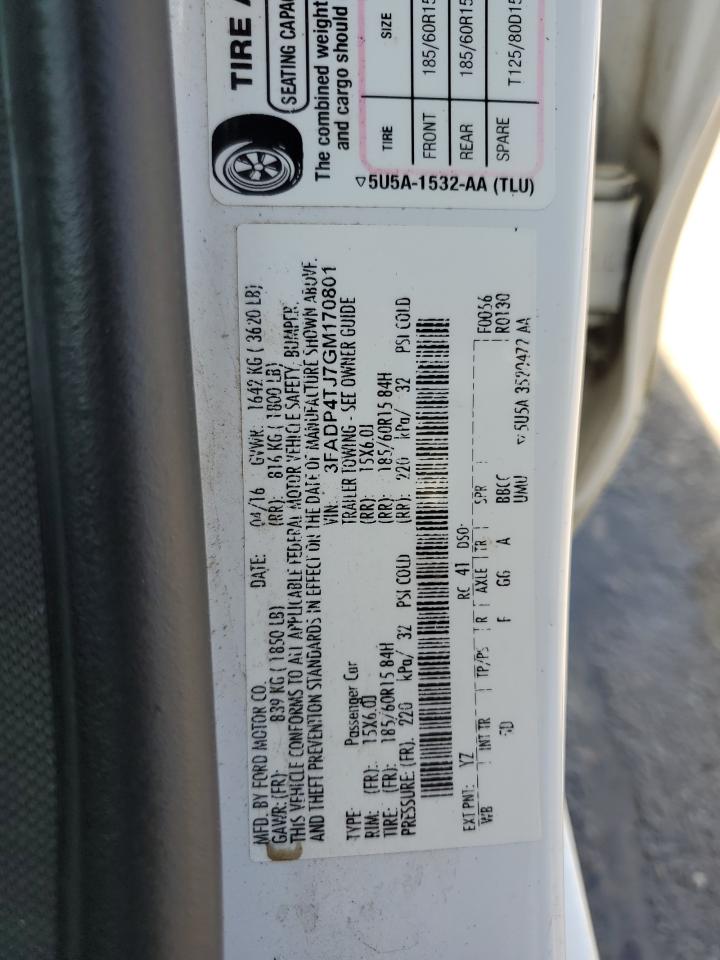 TIRE A
SEATING CAPA
The combined weight
and cargo should
TIRE SIZE
FRONT 185/60R15
REAR 185/60R15
SPARE T125/80D15
▽5U5A-1532-AA (TLU)
MFD. BY FORD MOTOR CO. DATE: 04/16 GVWR: 1642 KG ( 3620 LB)
GAWR: (FR): 839 KG ( 1850 LB) (RR): 816 KG ( 1800 LB)
THIS VEHICLE CONFORMS TO ALL APPLICABLE FEDERAL MOTOR VEHICLE SAFETY, BUMPER,
AND THEFT PREVENTION STANDARDS IN EFFECT ON THE DATE OF MANUFACTURE SHOWN ABOVE.
VIN: 3FADP4TJ7GM170801
TYPE: Passenger Car TRAILER TOWING - SEE OWNER GUIDE
RIM: (FR): 15X6.0J (RR): 15X6.0J
TIRE: (FR): 185/60R15 84H (RR): 185/60R15 84H
PRESSURE: (FR): 220 kPa/ 32 PSI COLD (RR): 220 kPa/ 32 PSI COLD
EXT PNT: YZ RC: 41 DSO: F0056
WB INT TR TP/PS R AXLE TR SPR R0130
F GG A BBCC
UMU
▽5U5A AA